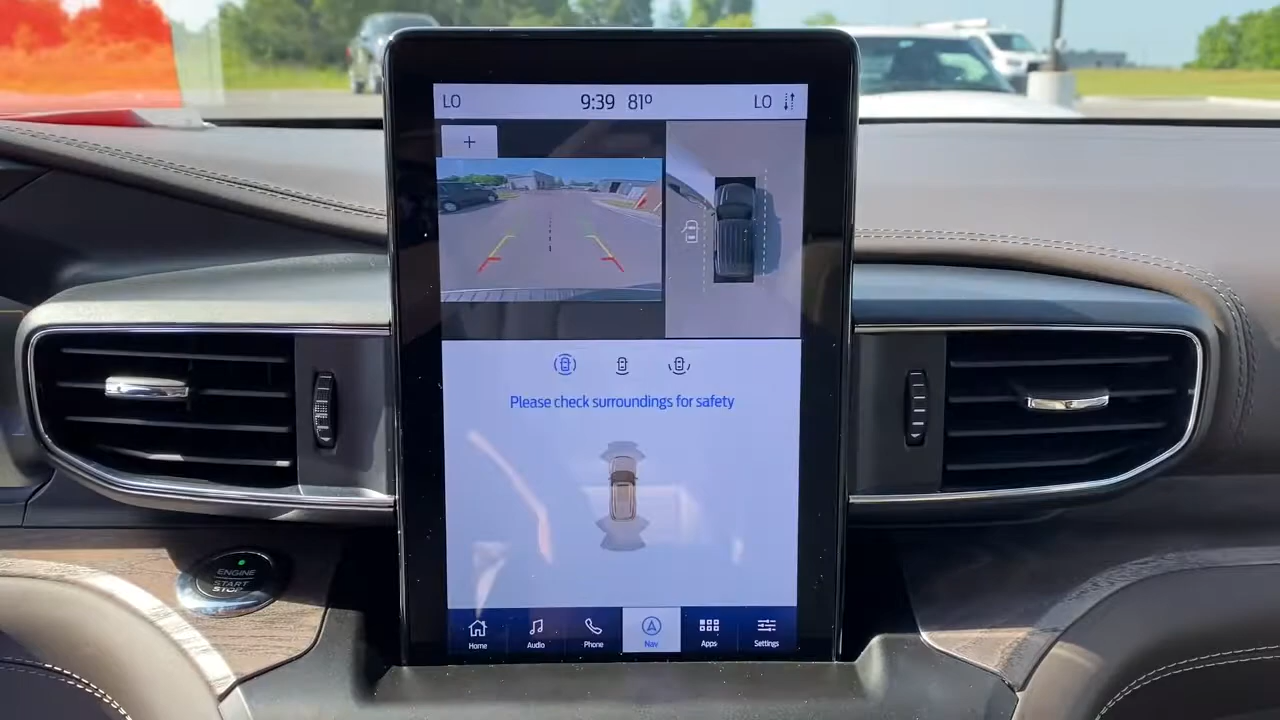 LO 9:39 81° LO
+
Please check surroundings for safety
ENGINE
START
STOP
Home Audio Phone Nav Apps Settings